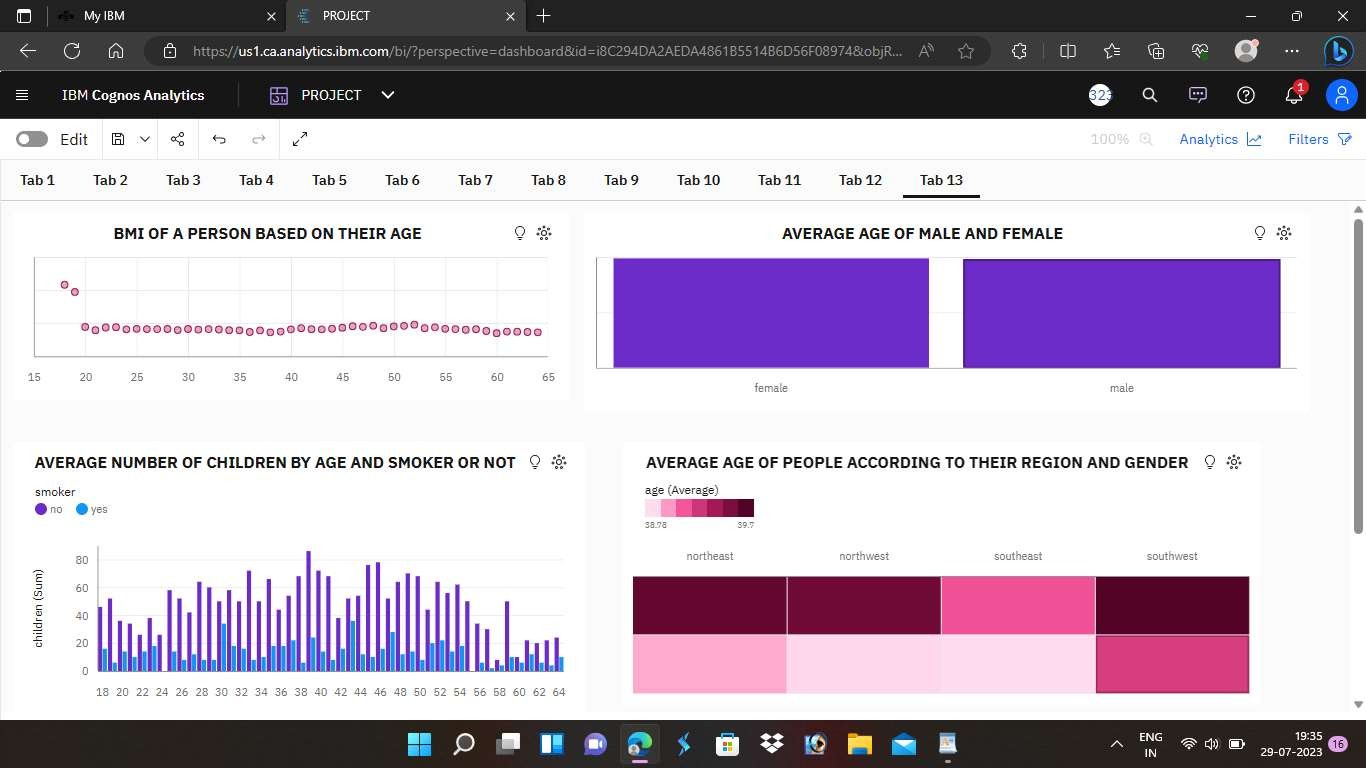 My IBM
PROJECT
https://us1.ca.analytics.ibm.com/bi/?perspective=dashboard&id=i8C294DA2AEDA4861B5514B6D56F08974&objR...
IBM Cognos Analytics
PROJECT
323
1
Edit
100%
Analytics
Filters
Tab 1 Tab 2 Tab 3 Tab 4 Tab 5 Tab 6 Tab 7 Tab 8 Tab 9 Tab 10 Tab 11 Tab 12 Tab 13
BMI OF A PERSON BASED ON THEIR AGE
15 20 25 30 35 40 45 50 55 60 65
AVERAGE AGE OF MALE AND FEMALE
female male
AVERAGE NUMBER OF CHILDREN BY AGE AND SMOKER OR NOT
smoker
no yes
children (Sum)
80
60
40
20
0
18 20 22 24 26 28 30 32 34 36 38 40 42 44 46 48 50 52 54 56 58 60 62 64
AVERAGE AGE OF PEOPLE ACCORDING TO THEIR REGION AND GENDER
age (Average)
38.78 39.7
northeast northwest southeast southwest
ENG
IN
19:35
29-07-2023
16